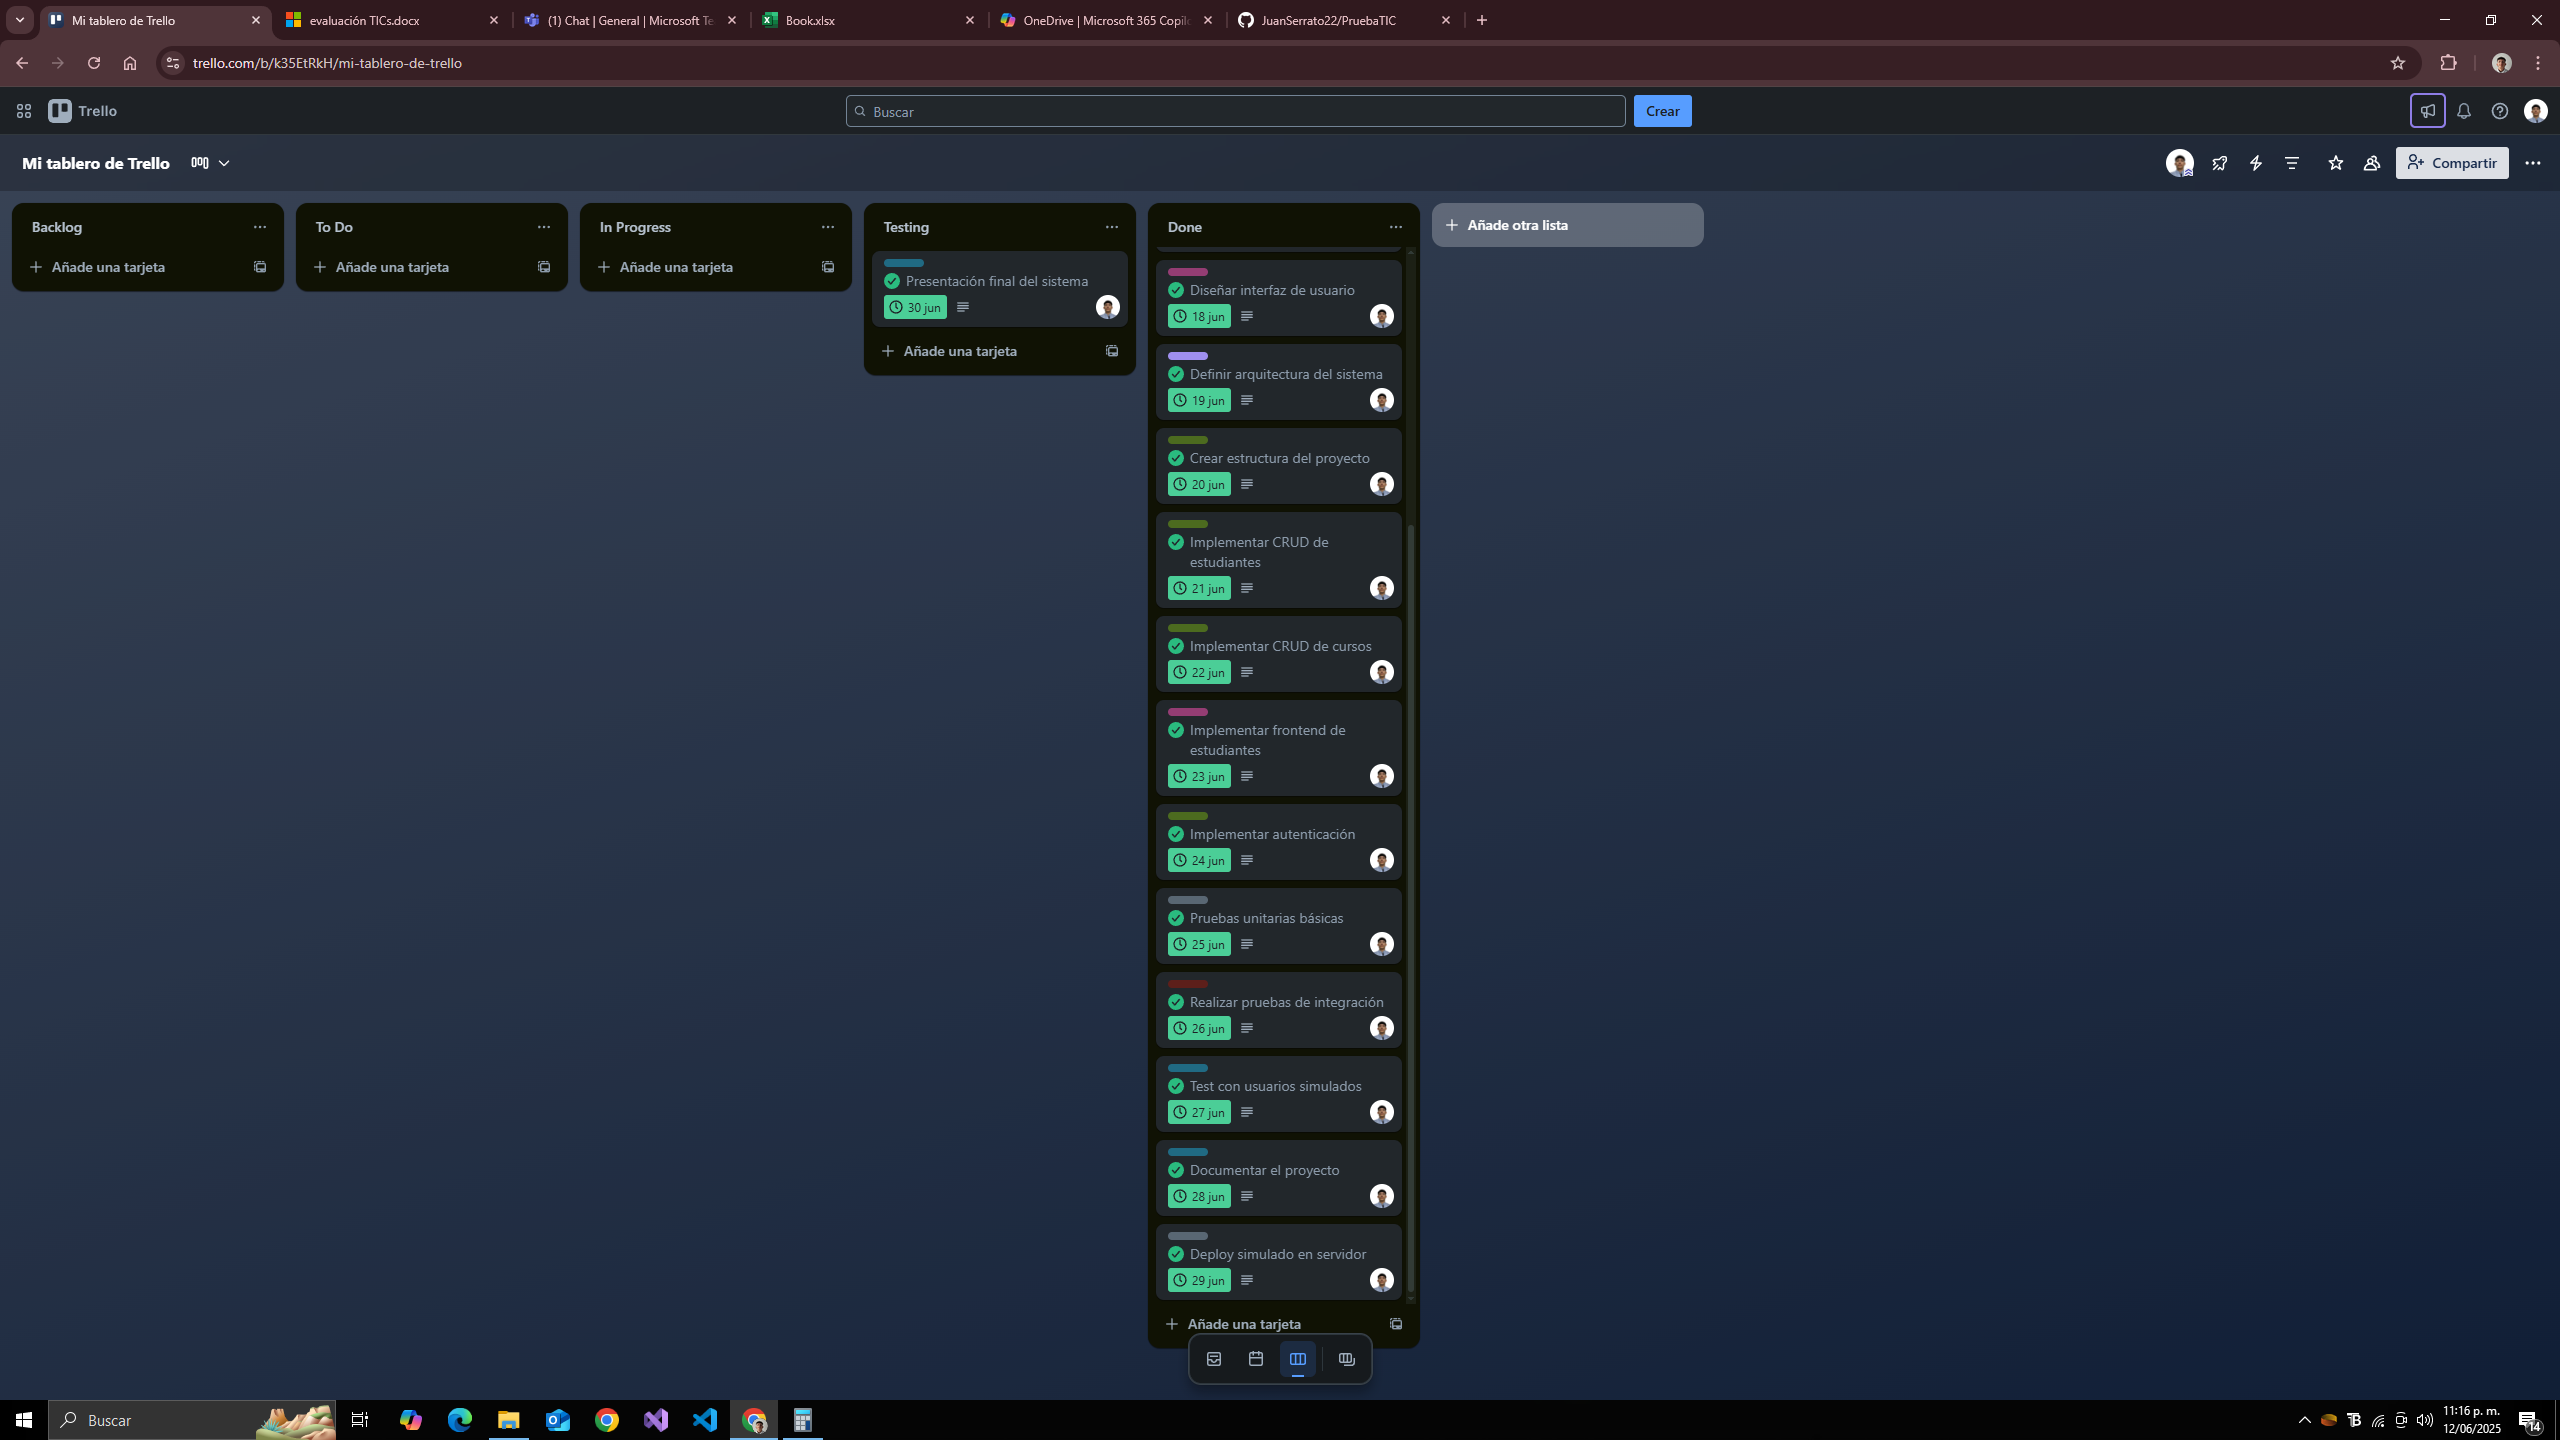 Mi tablero de Trello
evaluación TICs.docx
(1) Chat | General | Microsoft Te
Book.xlsx
OneDrive | Microsoft 365 Copil
JuanSerrato22/PruebaTIC
trello.com/b/k35EtRkH/mi-tablero-de-trello
Trello
Buscar
Crear
Mi tablero de Trello
Compartir
Backlog
Añade una tarjeta
To Do
Añade una tarjeta
In Progress
Añade una tarjeta
Testing
Presentación final del sistema
30 jun
Añade una tarjeta
Done
Diseñar interfaz de usuario
18 jun
Definir arquitectura del sistema
19 jun
Crear estructura del proyecto
20 jun
Implementar CRUD de
estudiantes
21 jun
Implementar CRUD de cursos
22 jun
Implementar frontend de
estudiantes
23 jun
Implementar autenticación
24 jun
Pruebas unitarias básicas
25 jun
Realizar pruebas de integración
26 jun
Test con usuarios simulados
27 jun
Documentar el proyecto
28 jun
Deploy simulado en servidor
29 jun
Añade una tarjeta
Añade otra lista
Buscar
11:16 p. m.
12/06/2025
14